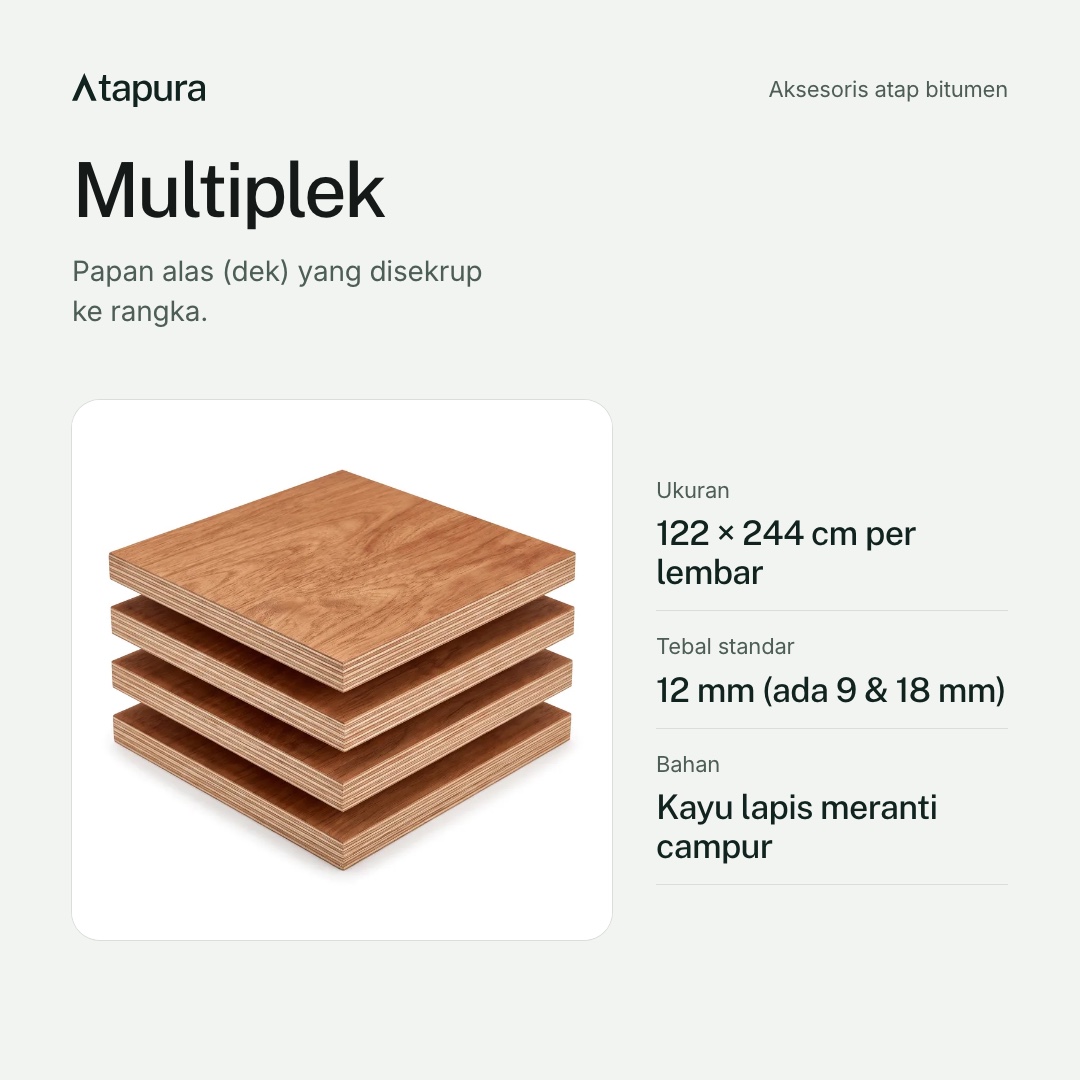 Atapura
Aksesoris atap bitumen
Multiplek
Papan alas (dek) yang disekrup
ke rangka.
Ukuran
122 × 244 cm per
lembar
Tebal standar
12 mm (ada 9 & 18 mm)
Bahan
Kayu lapis meranti
campur